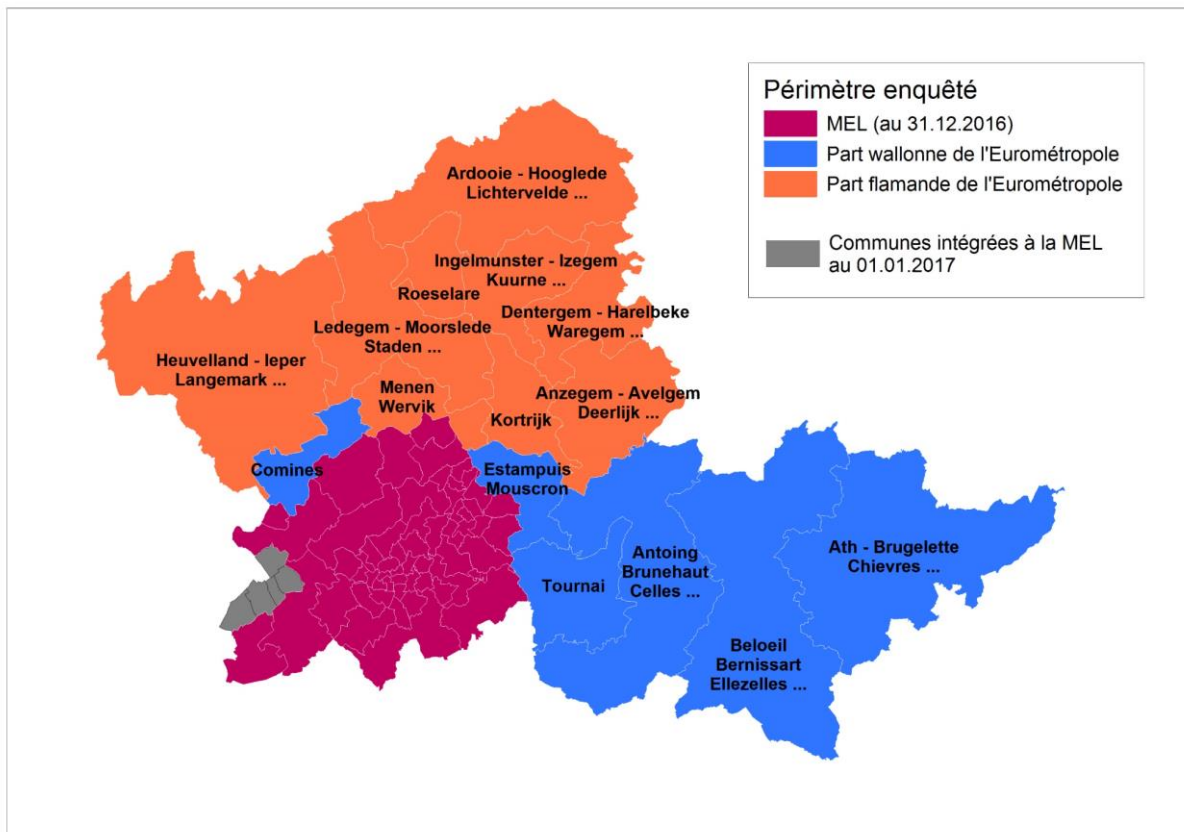 Périmètre enquêté
MEL (au 31.12.2016)
Part wallonne de l'Eurométropole
Part flamande de l'Eurométropole
Communes intégrées à la MEL
au 01.01.2017
Ardooie - Hooglede
Lichtervelde ...
Ingelmunster - Izegem
Kuurne ...
Roeselare
Dentergem - Harelbeke
Waregem ...
Ledegem - Moorslede
Staden ...
Heuvelland - Ieper
Langemark ...
Menen
Wervik
Anzegem - Avelgem
Deerlijk ...
Kortrijk
Comines
Estampuis
Mouscron
Antoing
Brunehaut
Celles ...
Ath - Brugelette
Chievres ...
Tournai
Beloeil
Bernissart
Ellezelles ...